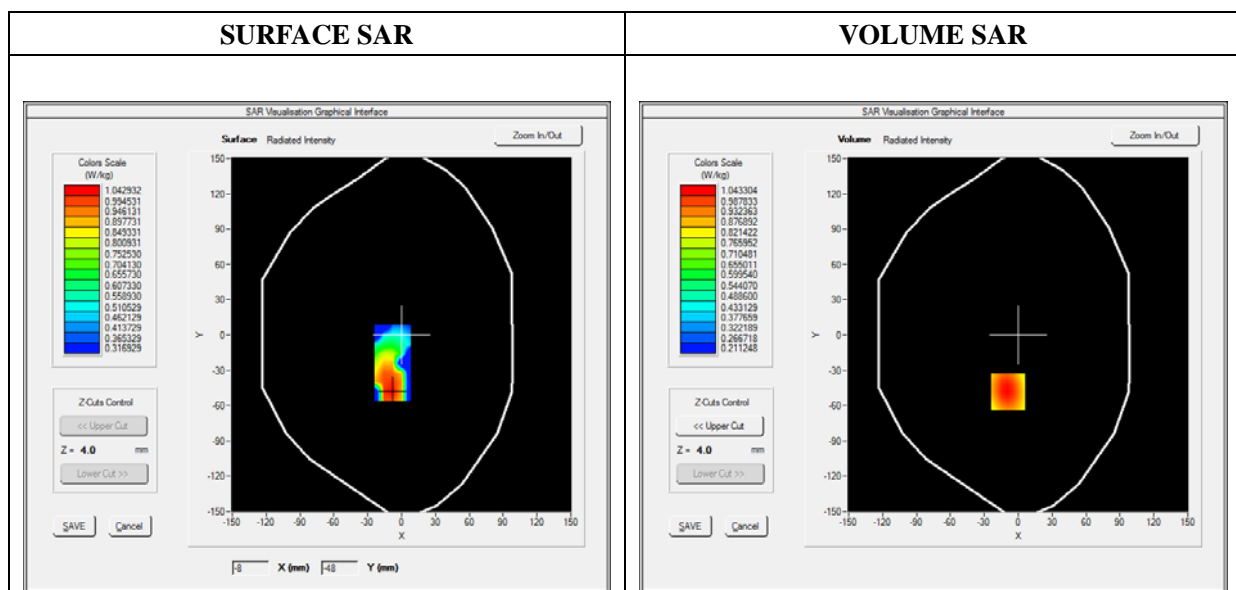 SURFACE SAR
VOLUME SAR
SAR Visualisation Graphical Interface
Surface Radiated Intensity
Zoom In/Out
Colors Scale
(W/kg)
1.042932
0.994531
0.946131
0.897731
0.849331
0.800931
0.752530
0.704130
0.655730
0.607330
0.558930
0.510529
0.462129
0.413729
0.365329
0.316929
150
120
90
60
30
0
-30
-60
-90
-120
-150
Y
-150 -120 -90 -60 -30 0 30 60 90 120 150
X
Z-Cuts Control
<< Upper Cut
Z = 4.0 mm
Lower Cut >>
SAVE Cancel
-8 X (mm) -48 Y (mm)
SAR Visualisation Graphical Interface
Volume Radiated Intensity
Zoom In/Out
Colors Scale
(W/kg)
1.043304
0.987833
0.932363
0.876892
0.821422
0.765952
0.710481
0.655011
0.599540
0.544070
0.488600
0.433129
0.377659
0.322189
0.266718
0.211248
150
120
90
60
30
0
-30
-60
-90
-120
-150
Y
-150 -120 -90 -60 -30 0 30 60 90 120 150
X
Z-Cuts Control
<< Upper Cut
Z = 4.0 mm
Lower Cut >>
SAVE Cancel